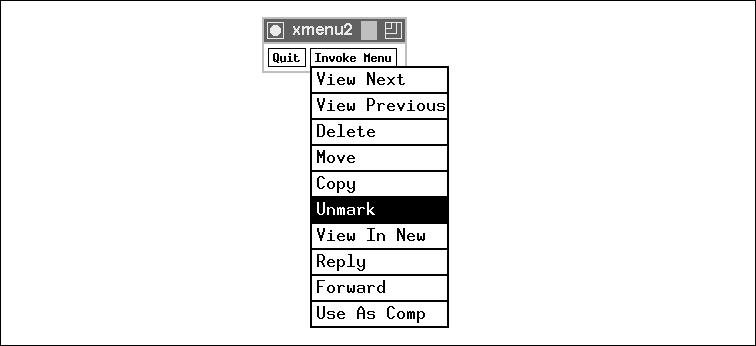 xmenu2
Quit Invoke Menu
View Next
View Previous
Delete
Move
Copy
Unmark
View In New
Reply
Forward
Use As Comp